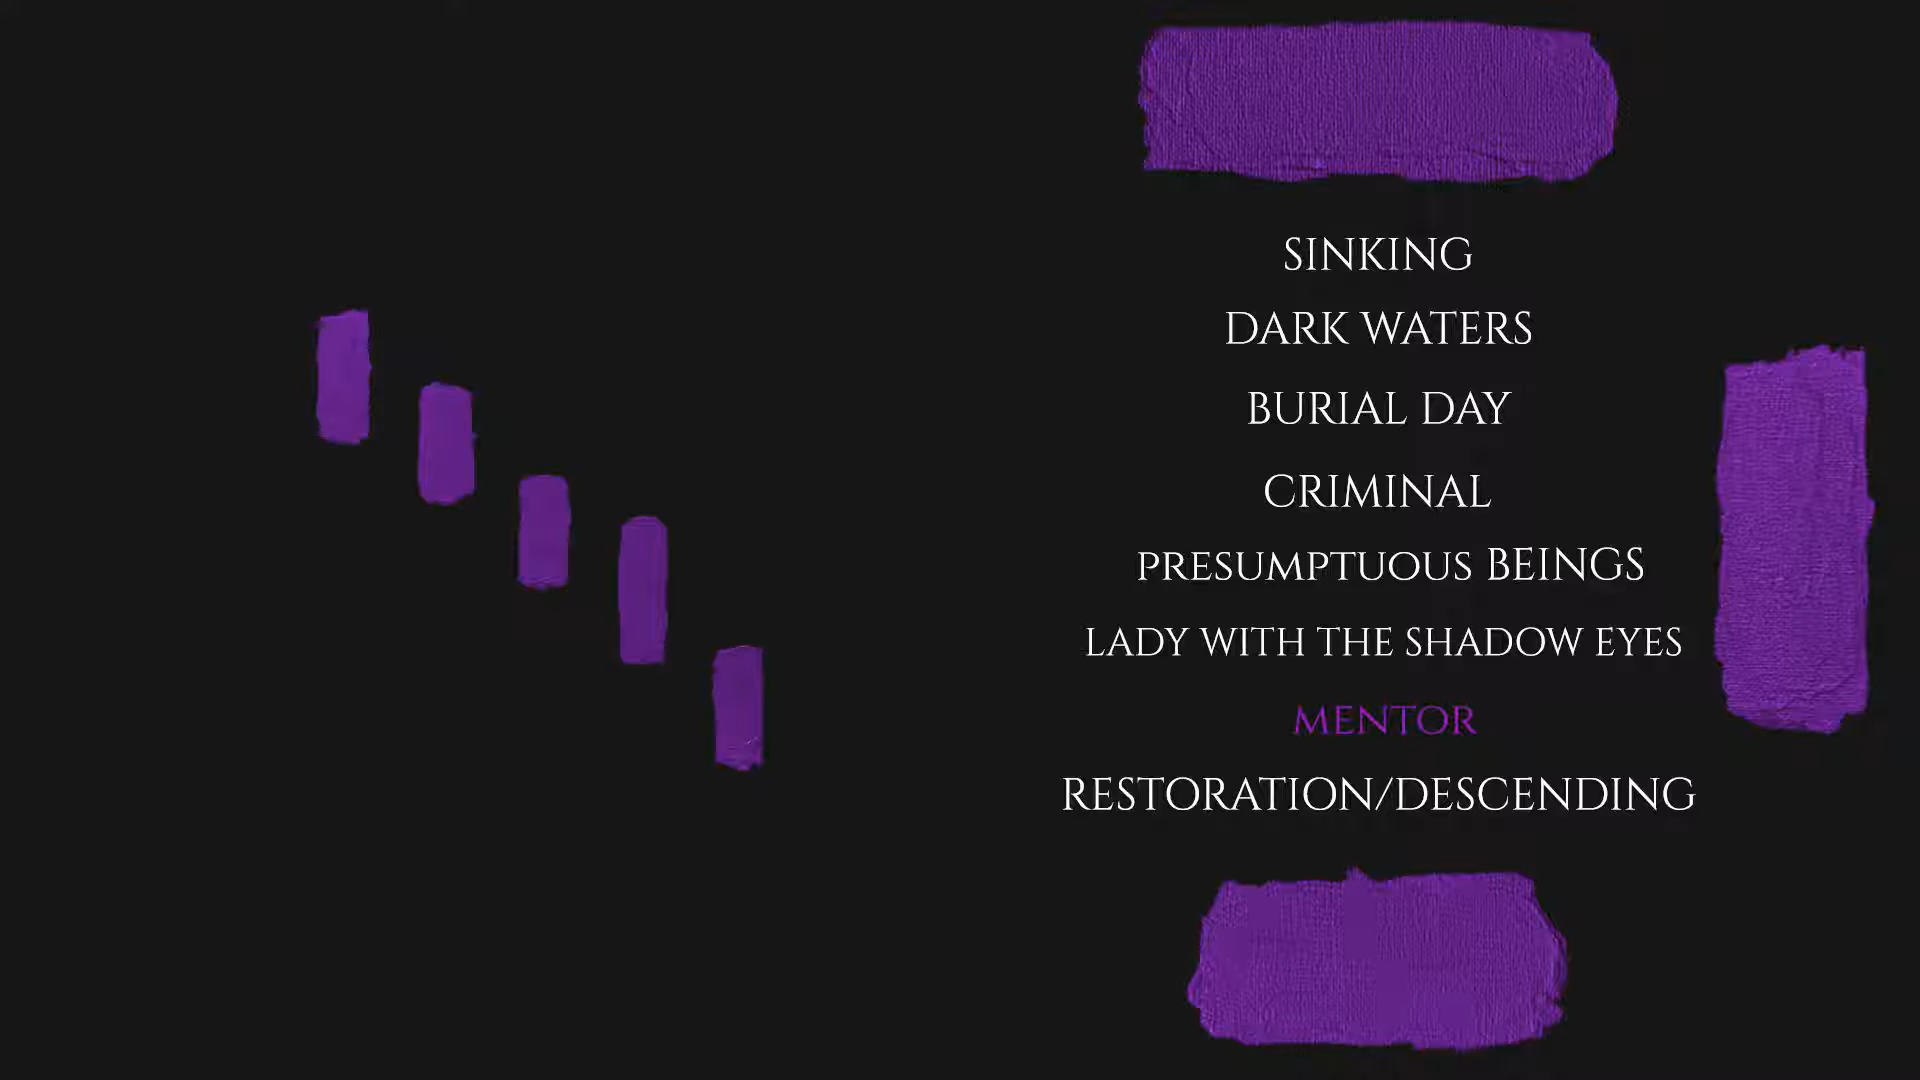 SINKING
DARK WATERS
BURIAL DAY
CRIMINAL
PRESUMPTUOUS BEINGS
LADY WITH THE SHADOW EYES
MENTOR
RESTORATION/DESCENDING